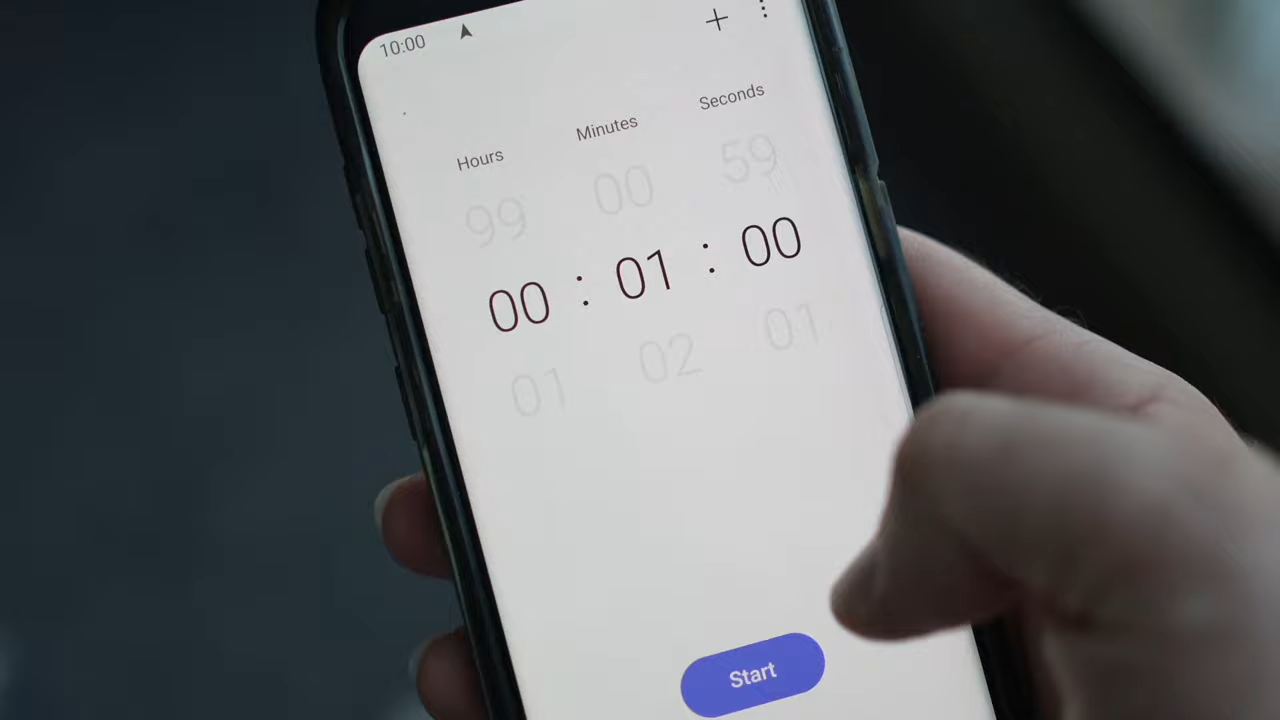 10:00
Hours Minutes Seconds
99 00 59
00 : 01 : 00
01 02 01
Start